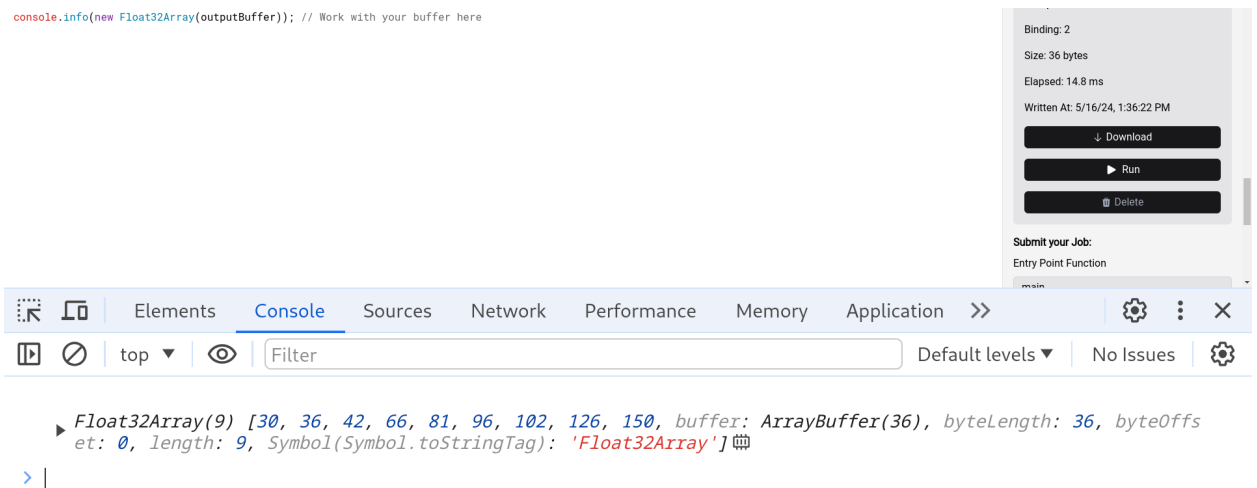 console.info(new Float32Array(outputBuffer)); // Work with your buffer here
Binding: 2
Size: 36 bytes
Elapsed: 14.8 ms
Written At: 5/16/24, 1:36:22 PM
Download
Run
Delete
Submit your Job:
Entry Point Function
main
Elements Console Sources Network Performance Memory Application
top Filter Default levels No Issues
Float32Array(9) [30, 36, 42, 66, 81, 96, 102, 126, 150, buffer: ArrayBuffer(36), byteLength: 36, byteOffs
et: 0, length: 9, Symbol(Symbol.toStringTag): 'Float32Array']